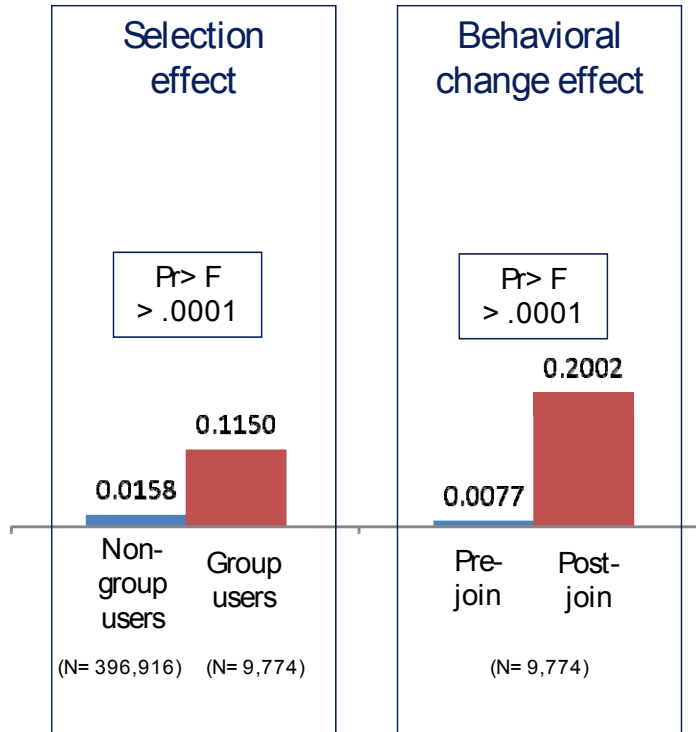 Selection
effect
Pr> F
> .0001
0.0158
0.1150
Non-
group
users
Group
users
(N= 396,916)
(N= 9,774)
Behavioral
change effect
Pr> F
> .0001
0.0077
0.2002
Pre-
join
Post-
join
(N= 9,774)